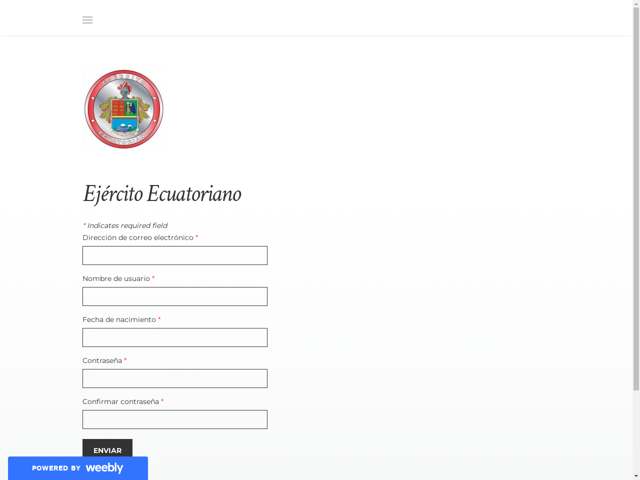 Ejército Ecuatoriano
* Indicates required field
Dirección de correo electrónico *
Nombre de usuario *
Fecha de nacimiento *
Contraseña *
Confirmar contraseña *
ENVIAR
POWERED BY weebly